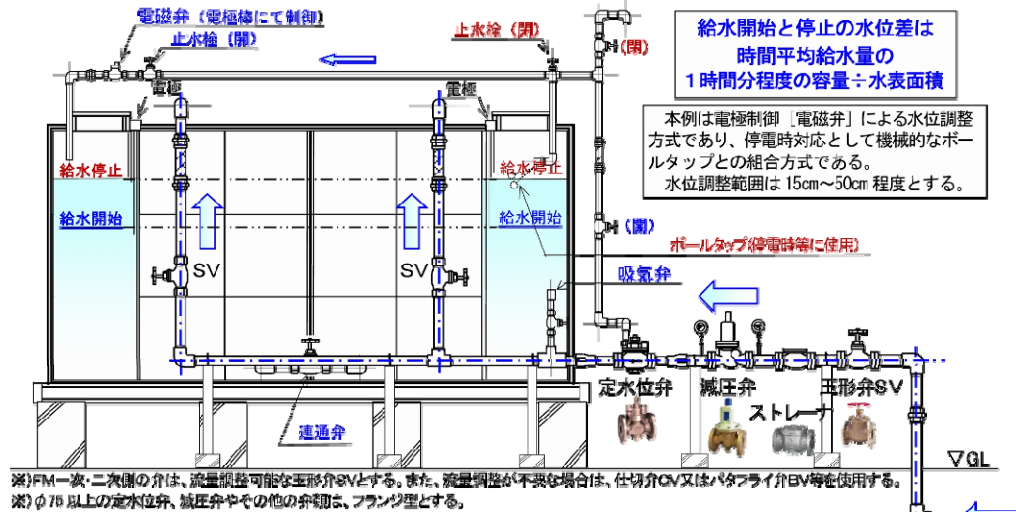 電磁弁（電極棒にて制御）
止水栓（開）
止水栓（閉）
(閉)
給水開始と停止の水位差は
時間平均給水量の
１時間分程度の容量÷水表面積
電極
電極
本例は電極制御［電磁弁］による水位調整
方式であり、停電時対応として機械的なボー
ルタップとの組合方式である。
水位調整範囲は15cm～50cm程度とする。
給水停止
給水停止
給水開始
給水開始
(開)
ボールタップ(停電時等に使用)
SV
SV
吸気弁
定水位弁
減圧弁
玉形弁SV
ストレーナ
連通弁
▽GL
※)FM一次・二次側の弁は、流量調整可能な玉形弁SVとする。また、流量調整が不要な場合は、仕切弁GV又はバタフライ弁BV等を使用する。
※)φ75以上の定水位弁、減圧弁やその他の弁類は、フランジ型とする。